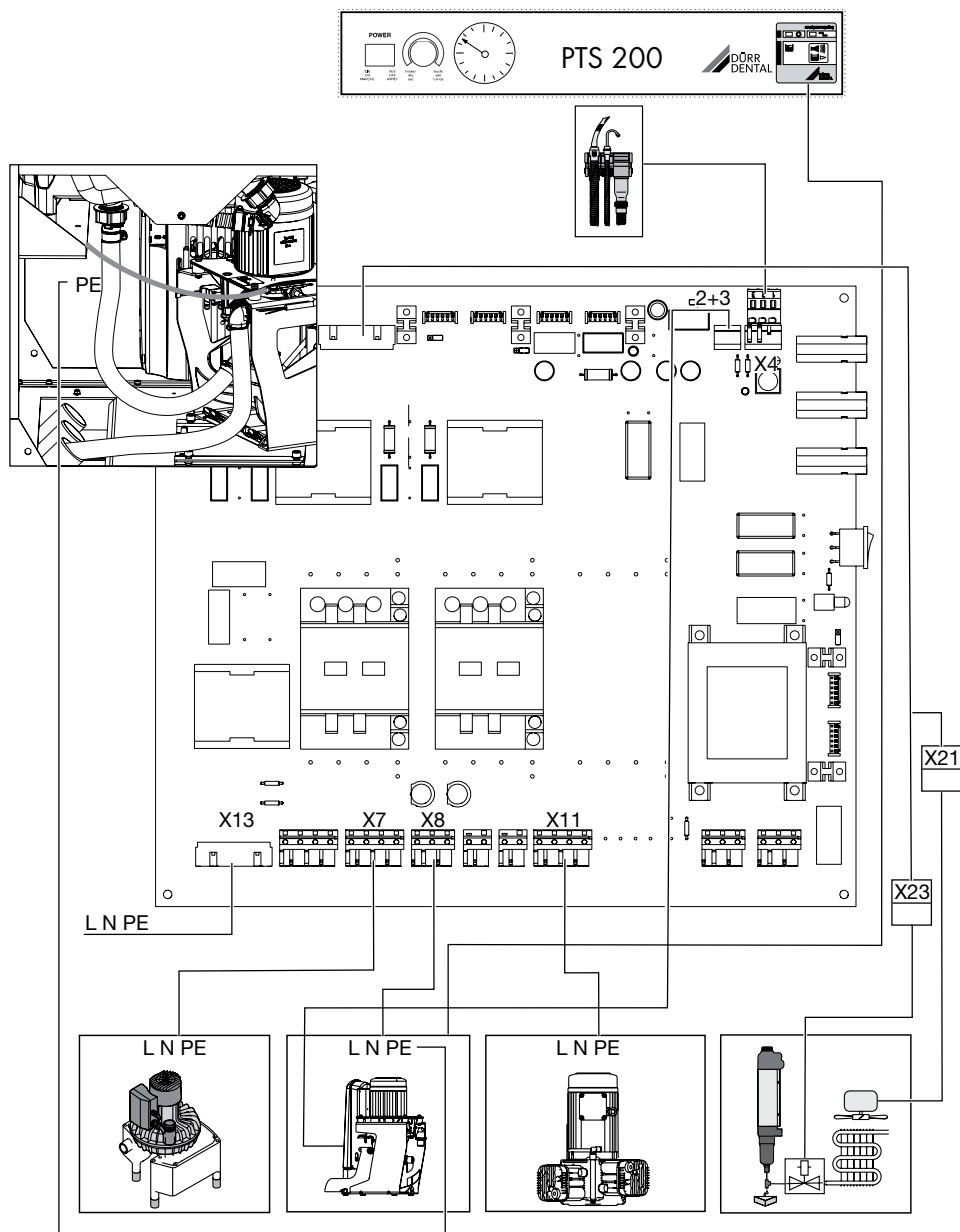 POWER
PTS 200
DÜRR
DENTAL
PE
2+3
X4
X21
X13
X7
X8
X11
X23
L N PE
L N PE
L N PE
L N PE